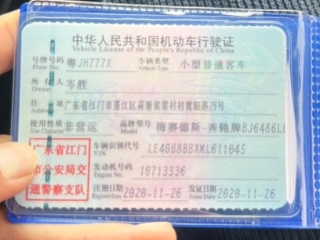 中华人民共和国机动车行驶证
Vehicle License of the People's Republic of China
号牌号码 粤JH777X 车辆类型 小型普通客车
Plate No. Vehicle Type
所有人 岑胜
Owner
住址
Address
使用性质 非营运 品牌型号 梅赛德斯-奔驰牌BJ6486LE
Use Character Model
广东省江门
市公安局交
通警察支队
车辆识别代号
VIN
发动机号码 10713336
Engine No.
注册日期 2020-11-26 发证日期 2020-11-26
Register Date Issue Date